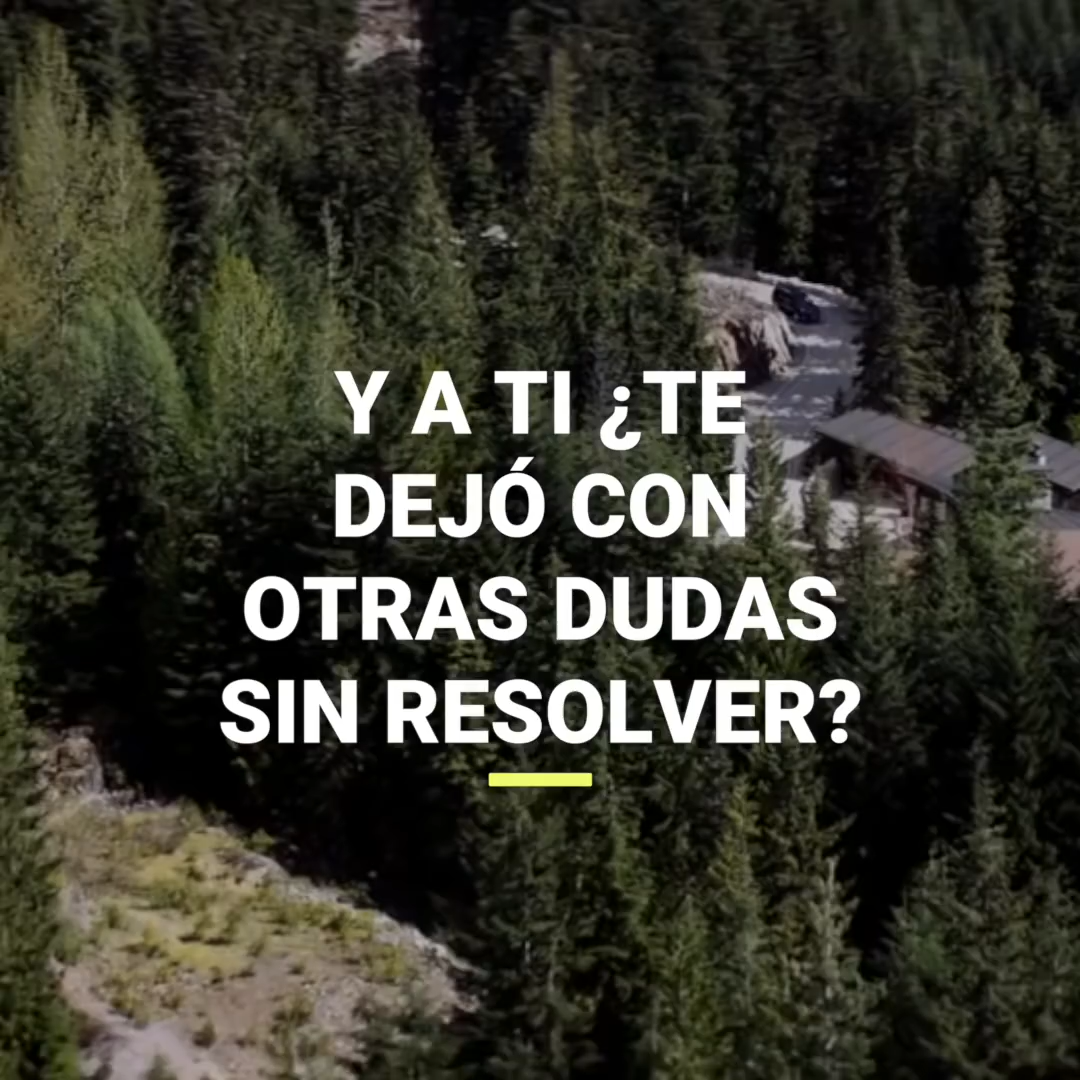 Y A TI ¿TE
DEJÓ CON
OTRAS DUDAS
SIN RESOLVER?